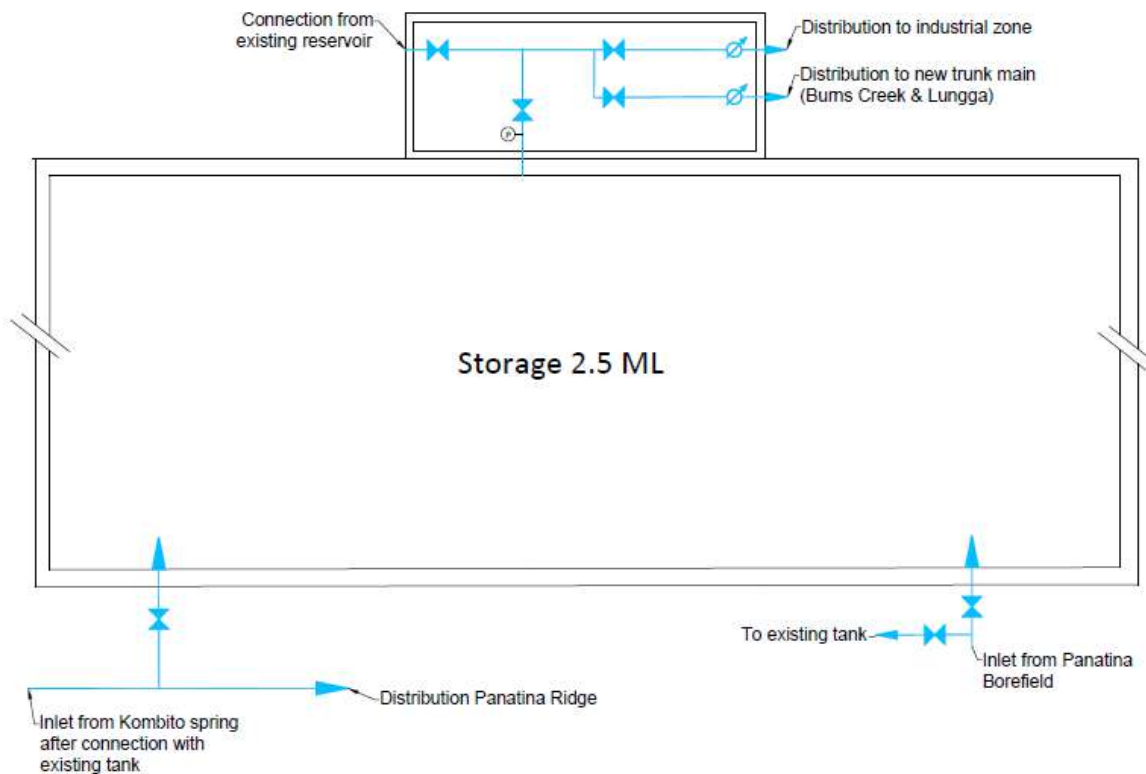 Connection from
existing reservoir
Distribution to industrial zone
Distribution to new trunk main
(Burns Creek & Lungga)
P
Storage 2.5 ML
To existing tank
Inlet from Panatina
Borefield
Distribution Panatina Ridge
Inlet from Kombito spring
after connection with
existing tank